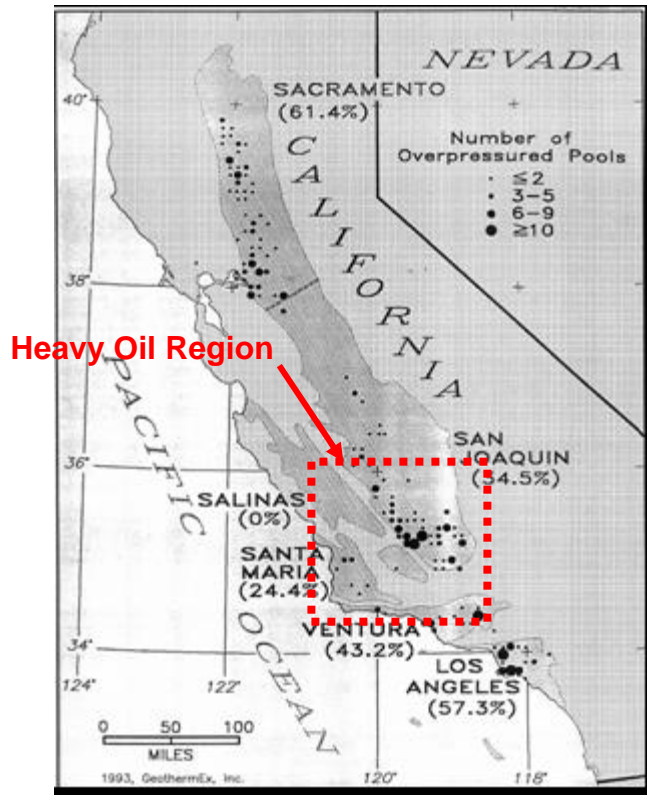 NEVADA
40°
SACRAMENTO
(61.4%)
Number of
Overpressured Pools
≤2
3-5
6-9
≥10
CALIFORNIA
38°
Heavy Oil Region
PACIFIC
OCEAN
36°
SAN
JOAQUIN
(54.5%)
SALINAS
(0%)
SANTA
MARIA
(24.4%)
VENTURA
(43.2%)
34°
LOS
ANGELES
(57.3%)
124°
122°
0 50 100
MILES
120°
118°
1993, GeothermEx, Inc.